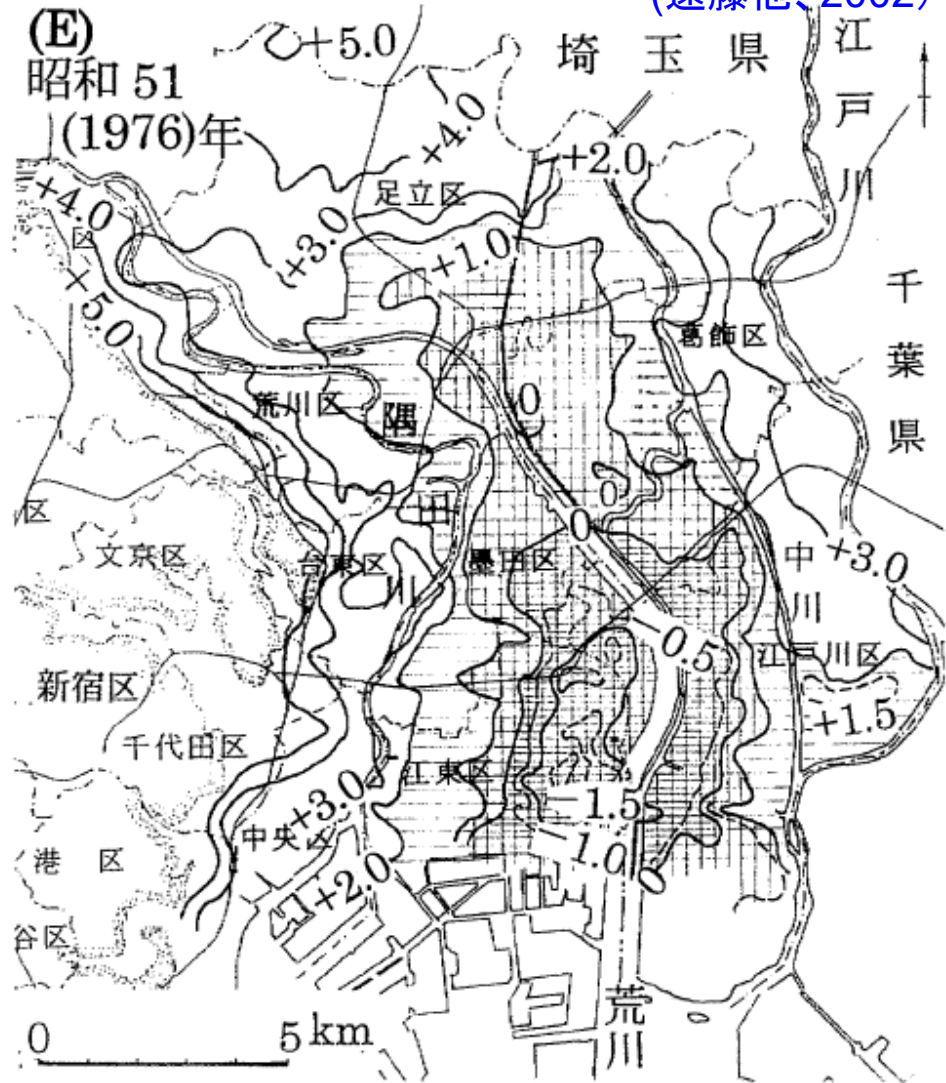 (遠藤他、2002)
(E)
昭和 51
(1976)年
+5.0
埼玉県
江戸川
+4.0
+2.0
足立区
+4.0
区
+3.0
+1.0
千葉県
+5.0
葛飾区
荒川区
隅田川
0
0
区
文京区
台東区
墨田区
0
中川
+3.0
-0.5
新宿区
江戸川区
+1.5
千代田区
江東区
+3.0
-1.5
中央区
港 区
-1.0
+2.0
0
谷区
荒川
0 5 km